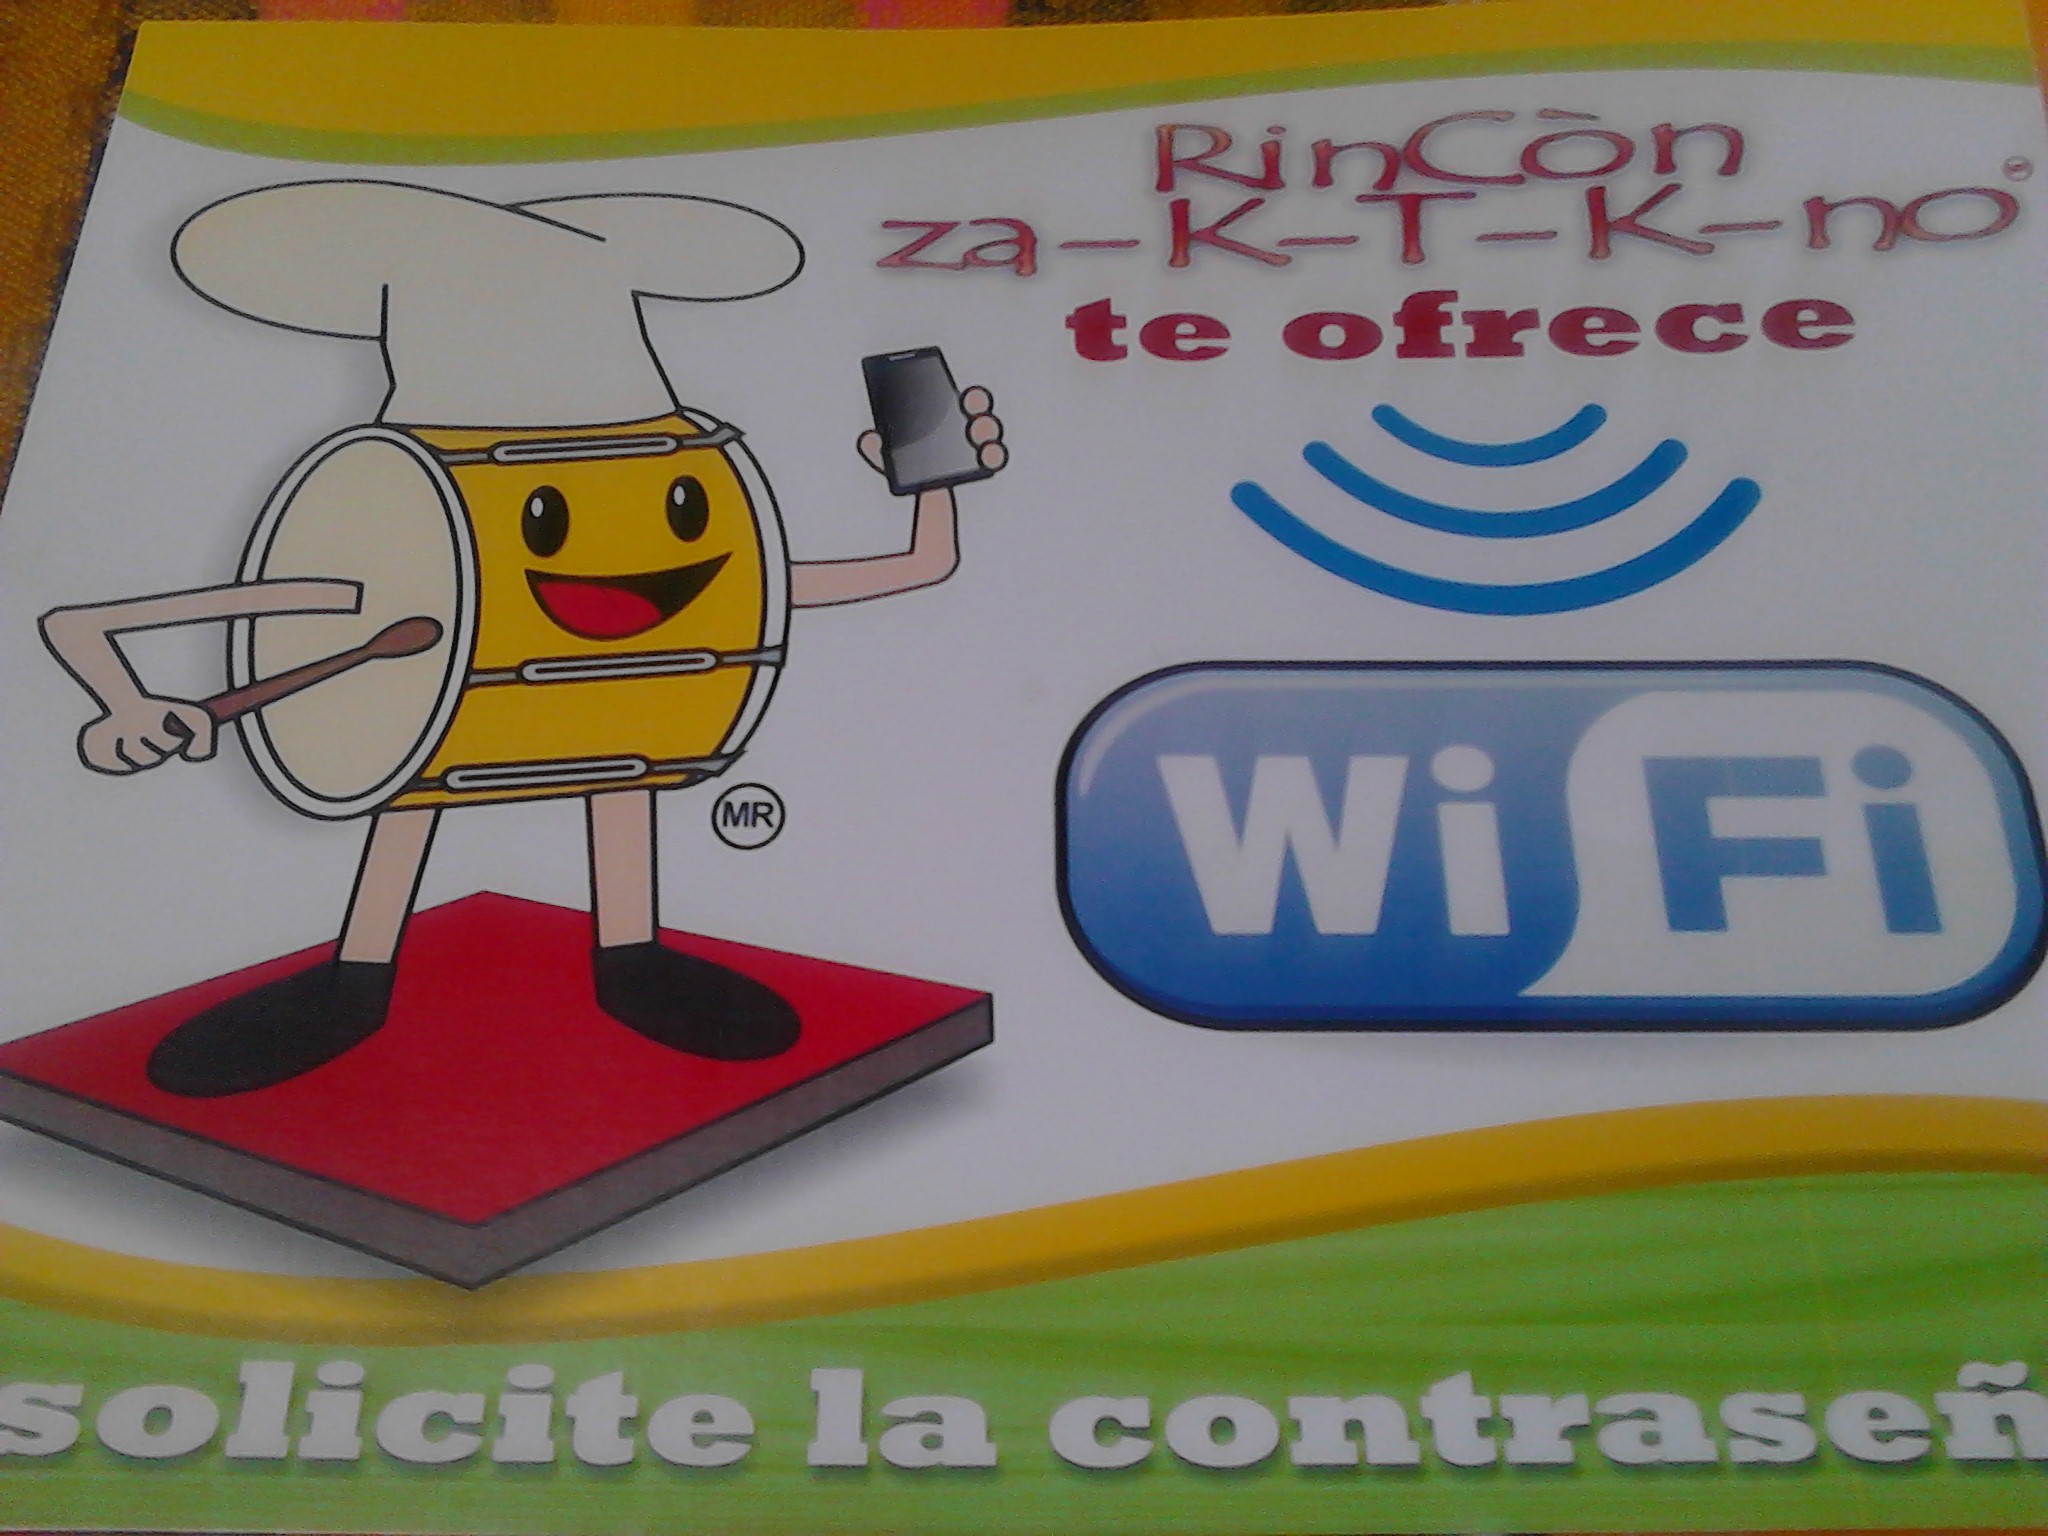 RinCòn
za-K-T-K-no
te ofrece
WiFi
MR
solicite la contraseñ